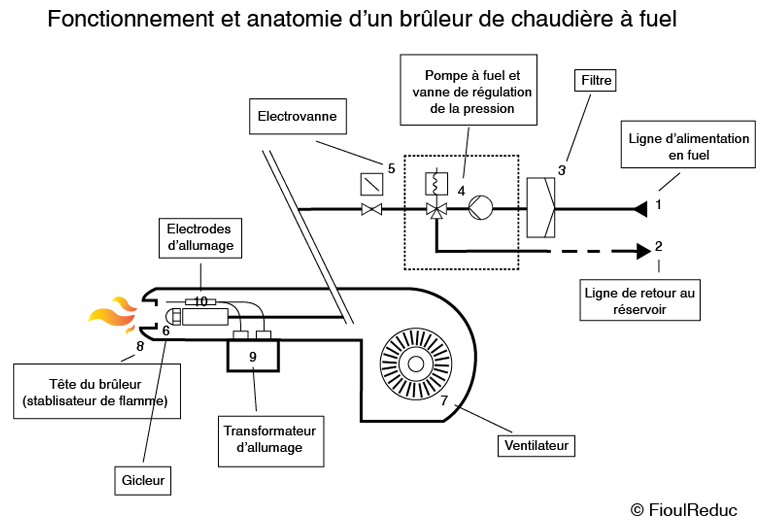 Fonctionnement et anatomie d'un brûleur de chaudière à fuel
Pompe à fuel et
vanne de régulation
de la pression
Filtre
Electrovanne
Ligne d'alimentation
en fuel
5
3
4
1
2
Electrodes
d'allumage
Ligne de retour au
réservoir
10
6
8
9
7
Tête du brûleur
(stablisateur de flamme)
Transformateur
d'allumage
Ventilateur
Gicleur
© FioulReduc